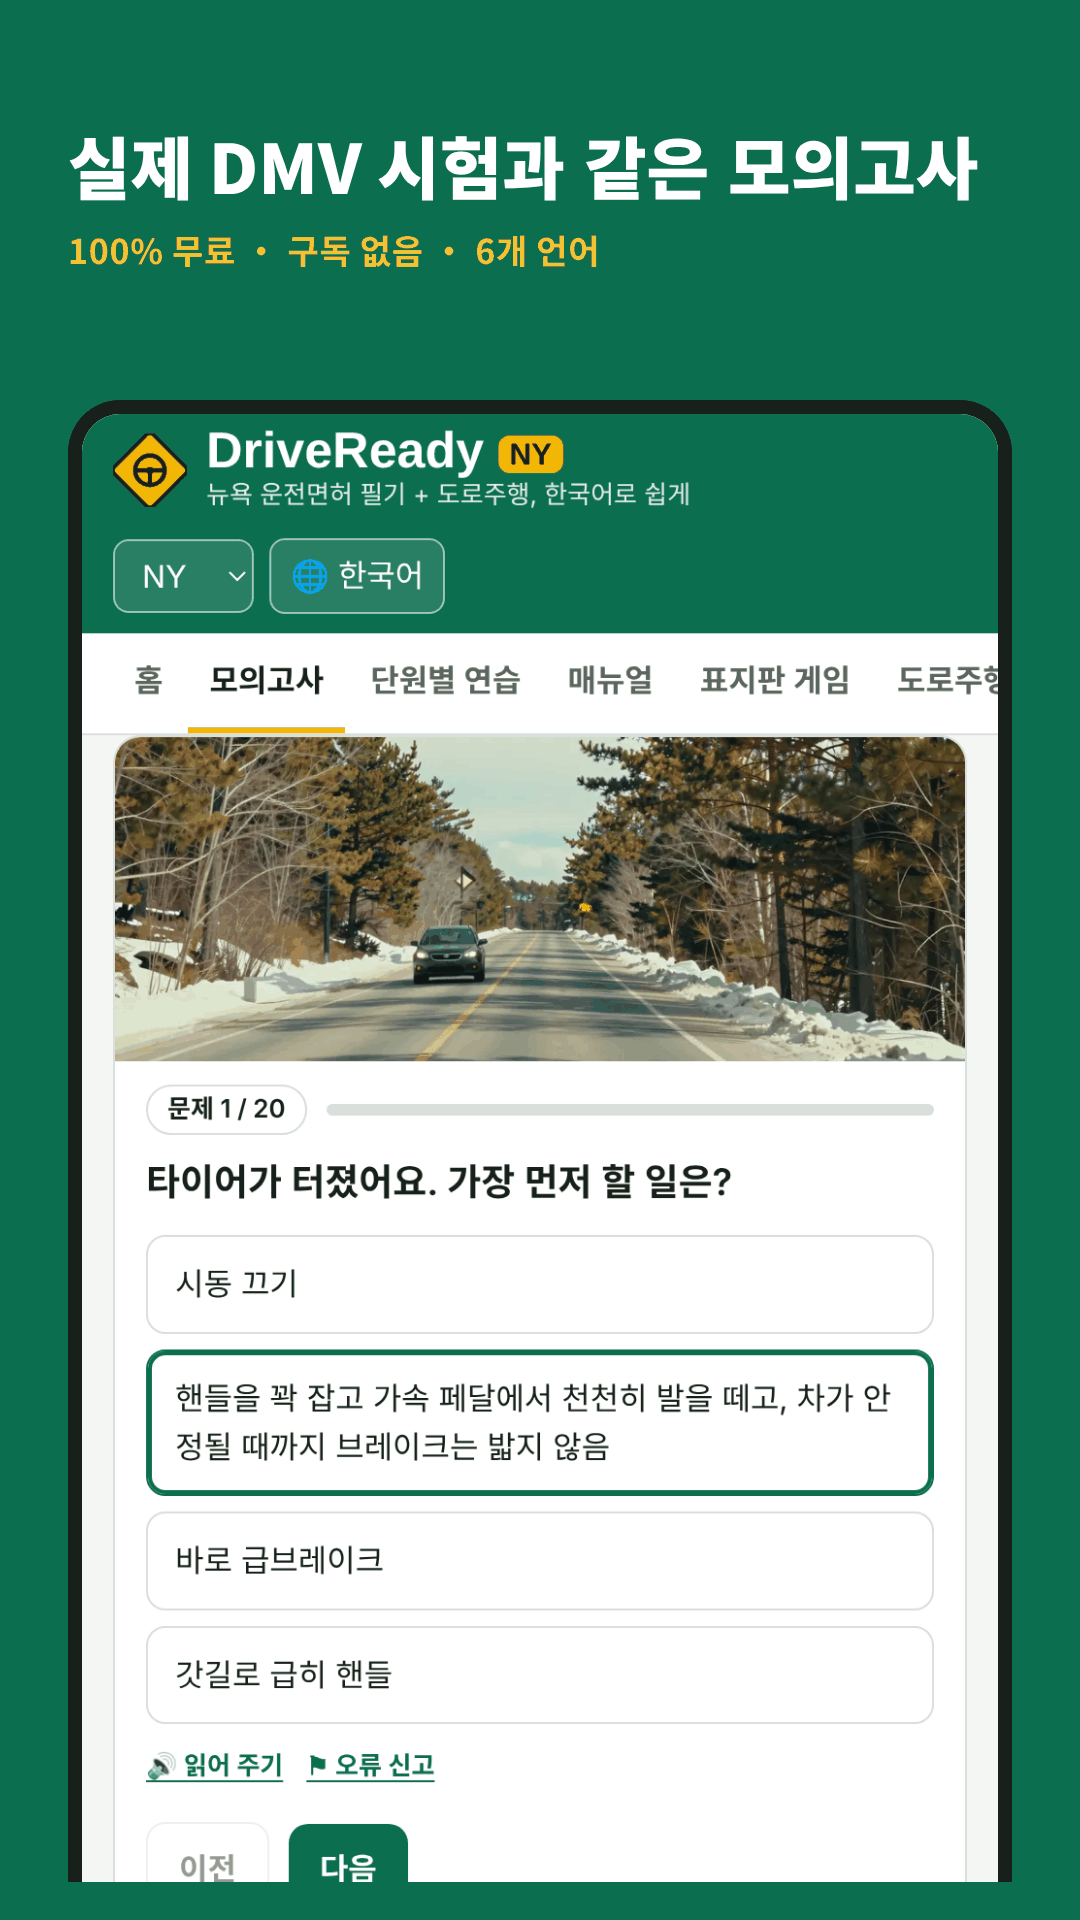 실제 DMV 시험과 같은 모의고사
100% 무료 • 구독 없음 • 6개 언어
DriveReady NY
뉴욕 운전면허 필기 + 도로주행, 한국어로 쉽게
NY 한국어
홈 모의고사 단원별 연습 매뉴얼 표지판 게임 도로주행
문제 1 / 20
타이어가 터졌어요. 가장 먼저 할 일은?
시동 끄기
핸들을 꽉 잡고 가속 페달에서 천천히 발을 떼고, 차가 안
정될 때까지 브레이크는 밟지 않음
바로 급브레이크
갓길로 급히 핸들
읽어 주기 오류 신고
이전 다음